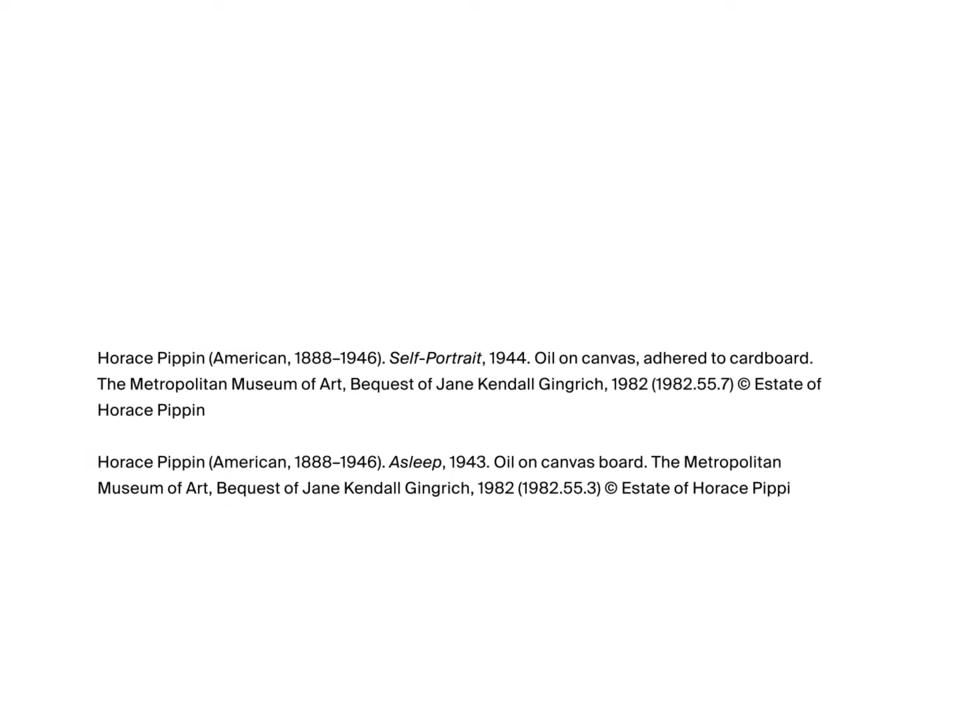 Horace Pippin (American, 1888–1946). Self-Portrait, 1944. Oil on canvas, adhered to cardboard.
The Metropolitan Museum of Art, Bequest of Jane Kendall Gingrich, 1982 (1982.55.7) © Estate of
Horace Pippin
Horace Pippin (American, 1888–1946). Asleep, 1943. Oil on canvas board. The Metropolitan
Museum of Art, Bequest of Jane Kendall Gingrich, 1982 (1982.55.3) © Estate of Horace Pippi